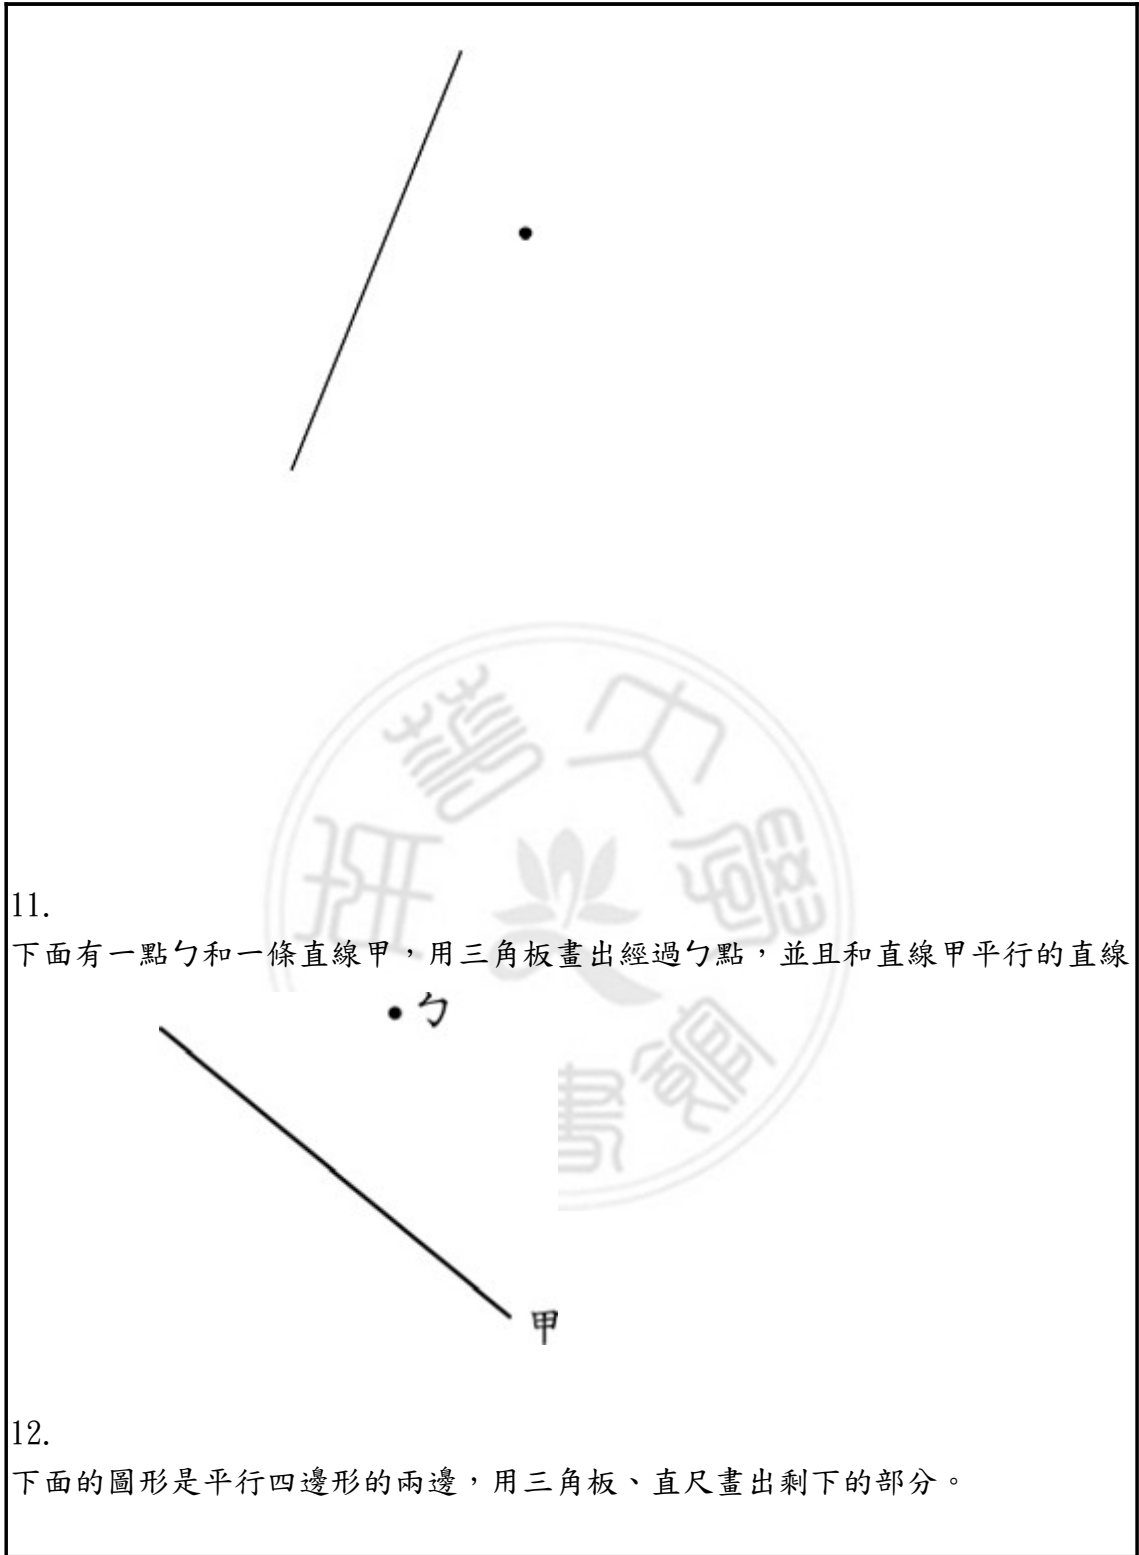 11.
下面有一點ㄅ和一條直線甲，用三角板畫出經過ㄅ點，並且和直線甲平行的直線
ㄅ
甲
12.
下面的圖形是平行四邊形的兩邊，用三角板、直尺畫出剩下的部分。